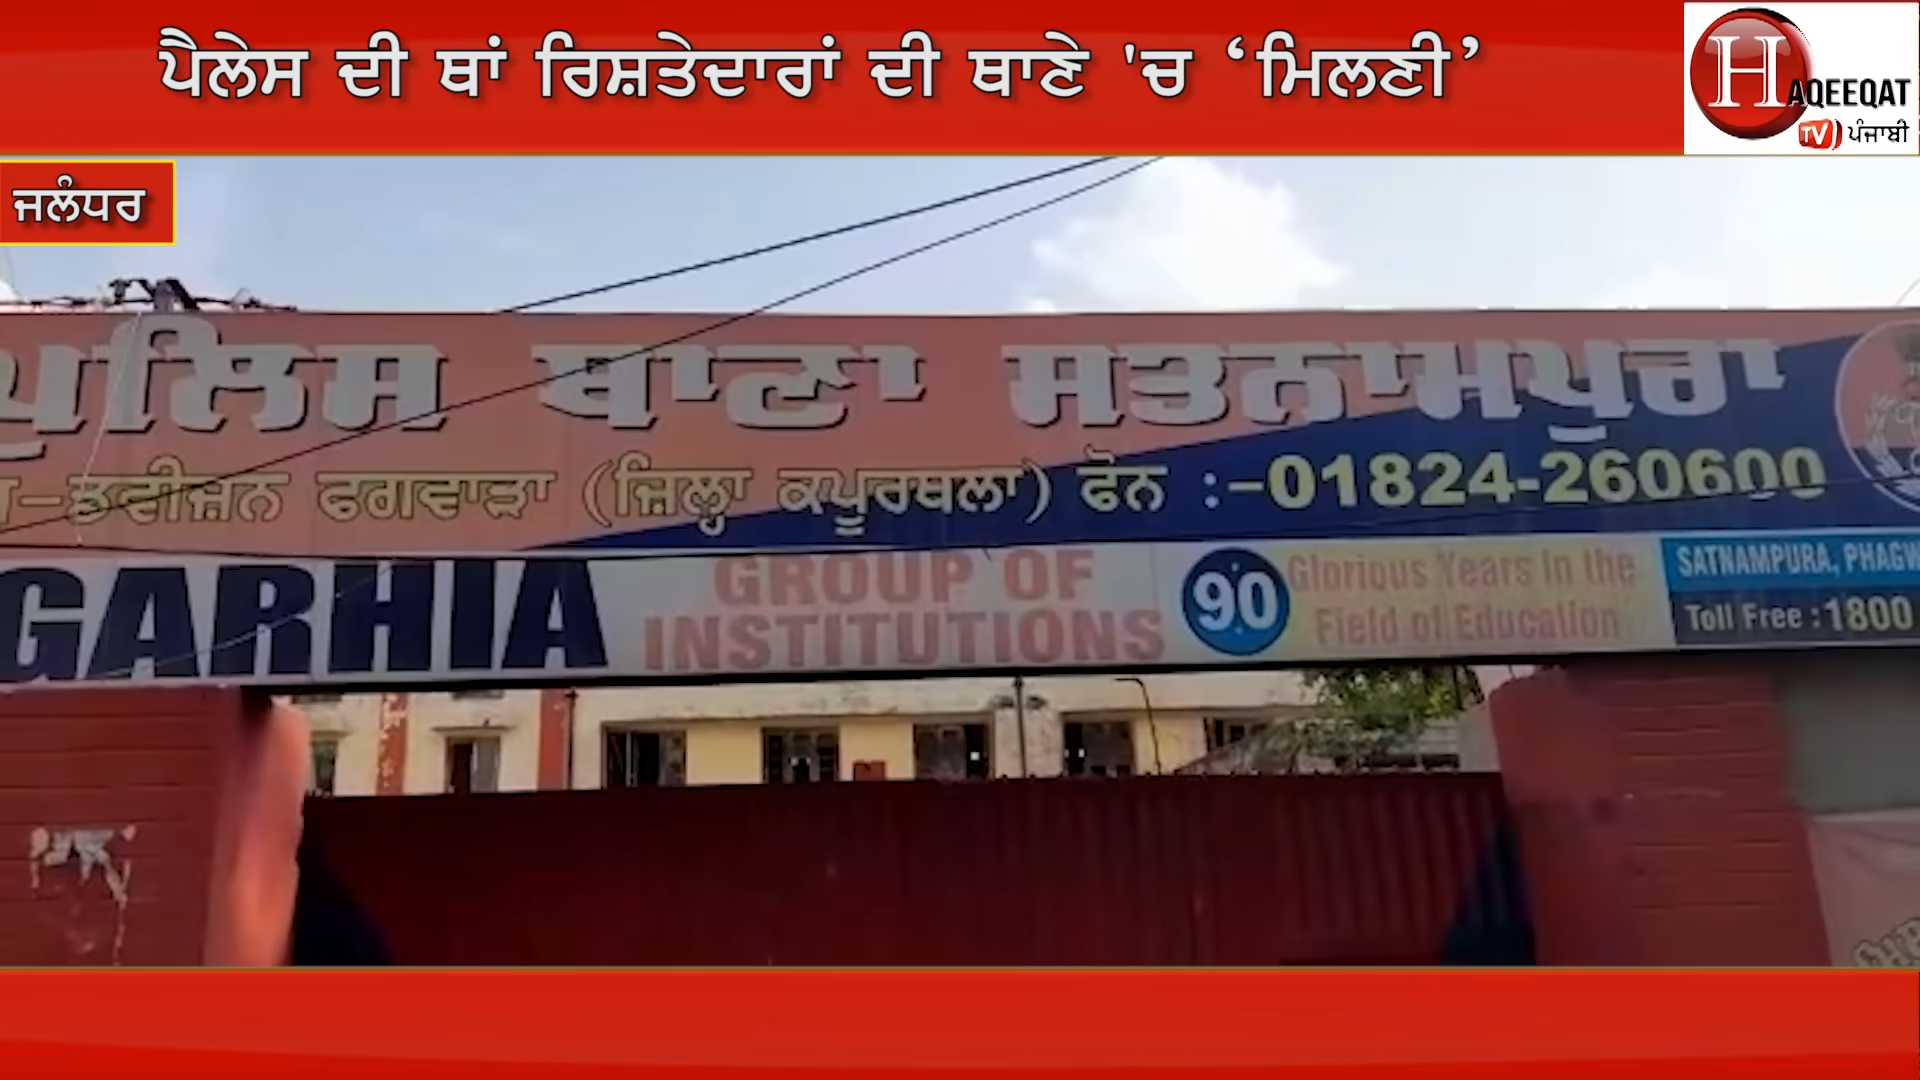 ਪੈਲੇਸ ਦੀ ਥਾਂ ਰਿਸ਼ਤੇਦਾਰਾਂ ਦੀ ਥਾਣੇ 'ਚ ‘ਮਿਲਣੀ’
HAQEEQAT
TV ਪੰਜਾਬੀ
ਜਲੰਧਰ
ਪੁਲਿਸ ਥਾਣਾ ਸਤਨਾਮਪੁਰਾ
ਡਵੀਜ਼ਨ ਫਗਵਾੜਾ (ਜ਼ਿਲ੍ਹਾ ਕਪੂਰਥਲਾ) ਫੋਨ :-01824-260600
GARHIA
GROUP OF
INSTITUTIONS
90
Glorious Years In the
Field of Education
SATNAMPURA, PHAGW
Toll Free : 1800